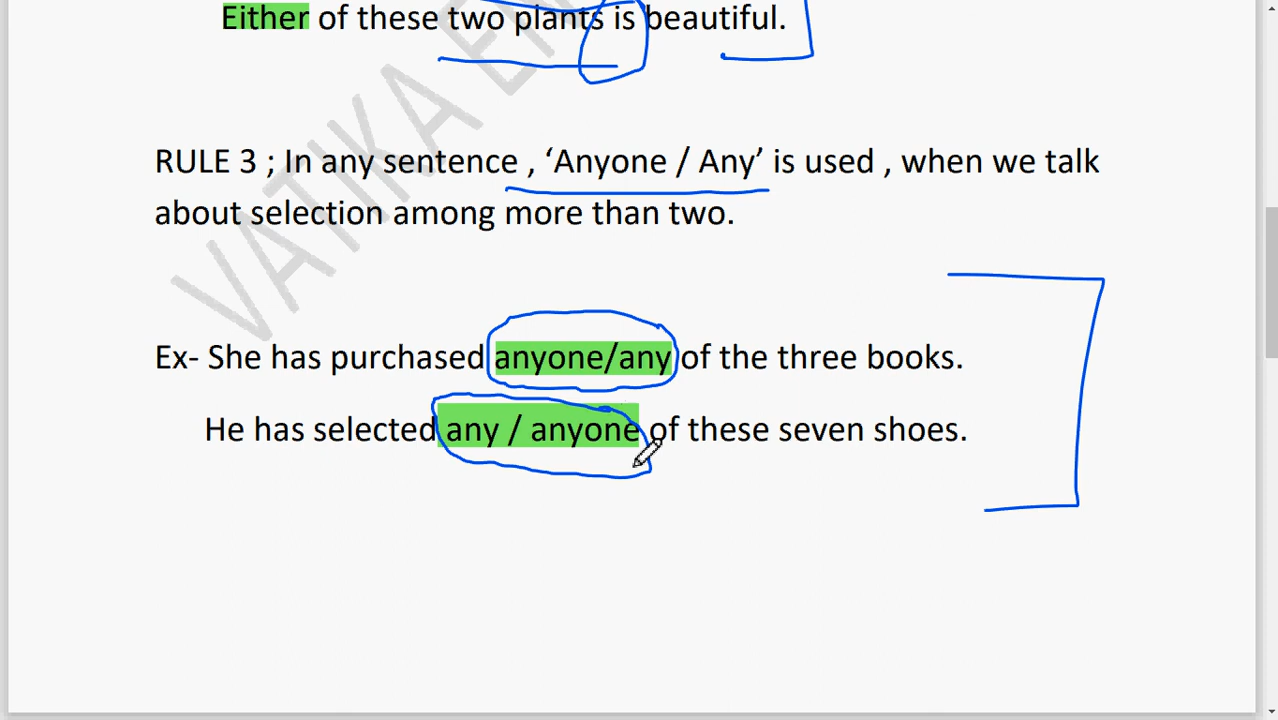 Either of these two plants is beautiful.
VATIKA EN
RULE 3 ; In any sentence , ‘Anyone / Any’ is used , when we talk
about selection among more than two.
Ex- She has purchased anyone/any of the three books.
He has selected any / anyone of these seven shoes.